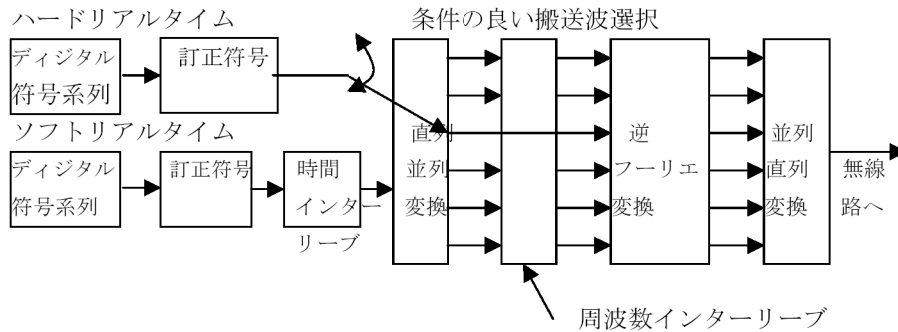 ハードリアルタイム
条件の良い搬送波選択
ディジタル
符号系列
訂正符号
ソフトリアルタイム
ディジタル
符号系列
訂正符号
時間
インター
リーブ
直列
並列
変換
逆
フーリエ
変換
並列
直列
変換
無線
路へ
周波数インターリーブ